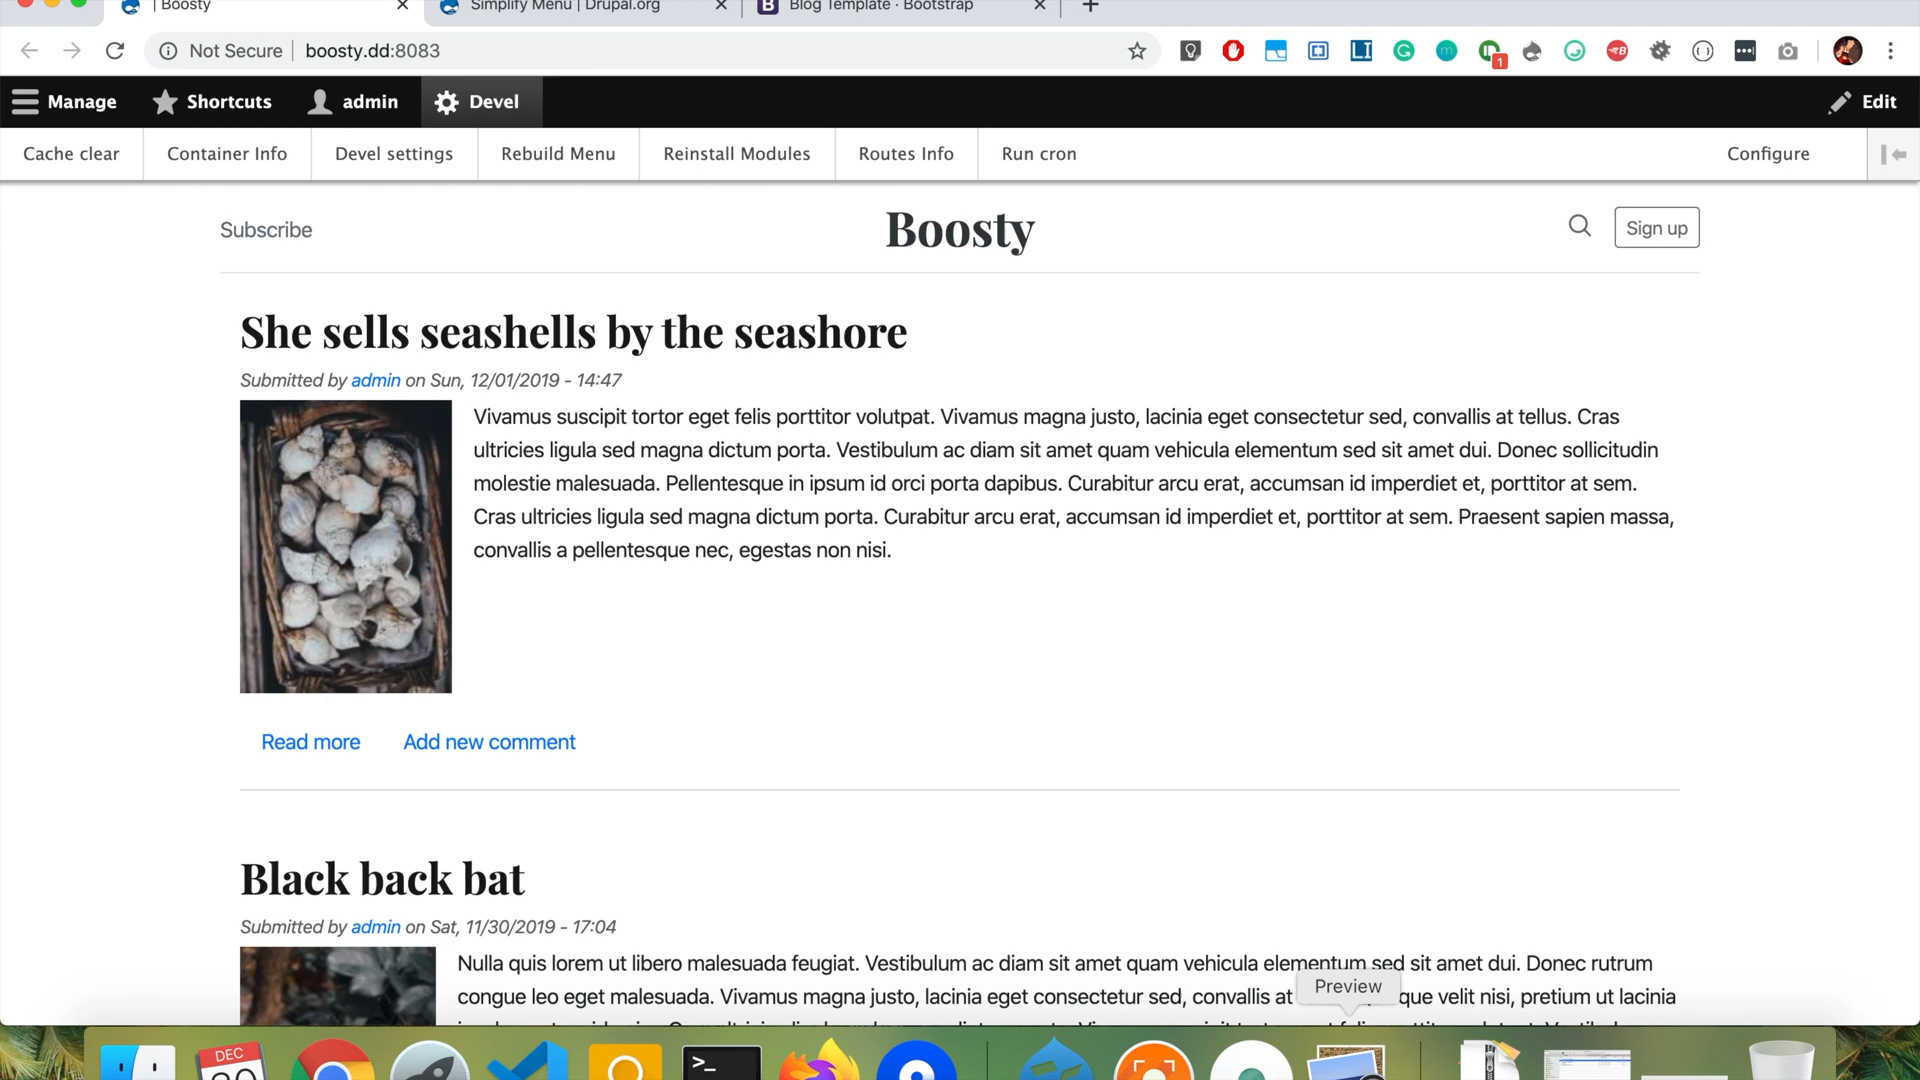 | Boosty
Simplify Menu | Drupal.org
B Blog Template · Bootstrap
Not Secure | boosty.dd:8083
LI
1
Manage Shortcuts admin Devel Edit
Cache clear Container Info Devel settings Rebuild Menu Reinstall Modules Routes Info Run cron Configure
Subscribe Boosty Sign up
She sells seashells by the seashore
Submitted by admin on Sun, 12/01/2019 - 14:47
Vivamus suscipit tortor eget felis porttitor volutpat. Vivamus magna justo, lacinia eget consectetur sed, convallis at tellus. Cras
ultricies ligula sed magna dictum porta. Vestibulum ac diam sit amet quam vehicula elementum sed sit amet dui. Donec sollicitudin
molestie malesuada. Pellentesque in ipsum id orci porta dapibus. Curabitur arcu erat, accumsan id imperdiet et, porttitor at sem.
Cras ultricies ligula sed magna dictum porta. Curabitur arcu erat, accumsan id imperdiet et, porttitor at sem. Praesent sapien massa,
convallis a pellentesque nec, egestas non nisi.
Read more Add new comment
Black back bat
Submitted by admin on Sat, 11/30/2019 - 17:04
Nulla quis lorem ut libero malesuada feugiat. Vestibulum ac diam sit amet quam vehicula elementum sed sit amet dui. Donec rutrum
congue leo eget malesuada. Vivamus magna justo, lacinia eget consectetur sed, convallis at que velit nisi, pretium ut lacinia
Preview
DEC